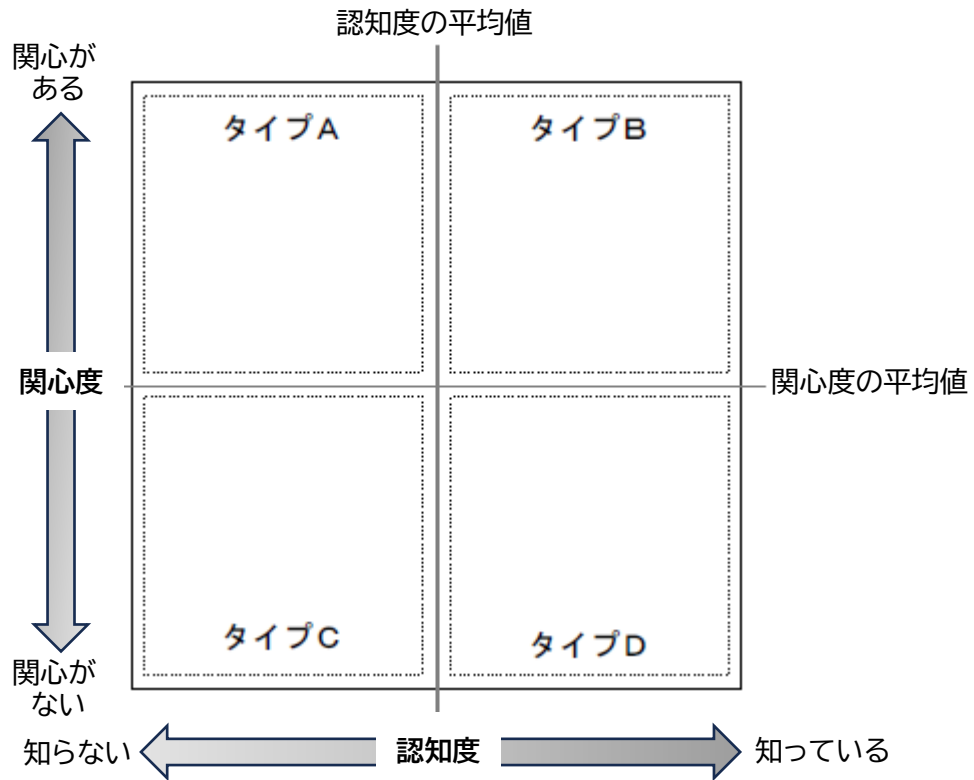 認知度の平均値
関心が
ある
タイプA
タイプB
関心度
関心度の平均値
タイプC
タイプD
関心が
ない
知らない
認知度
知っている